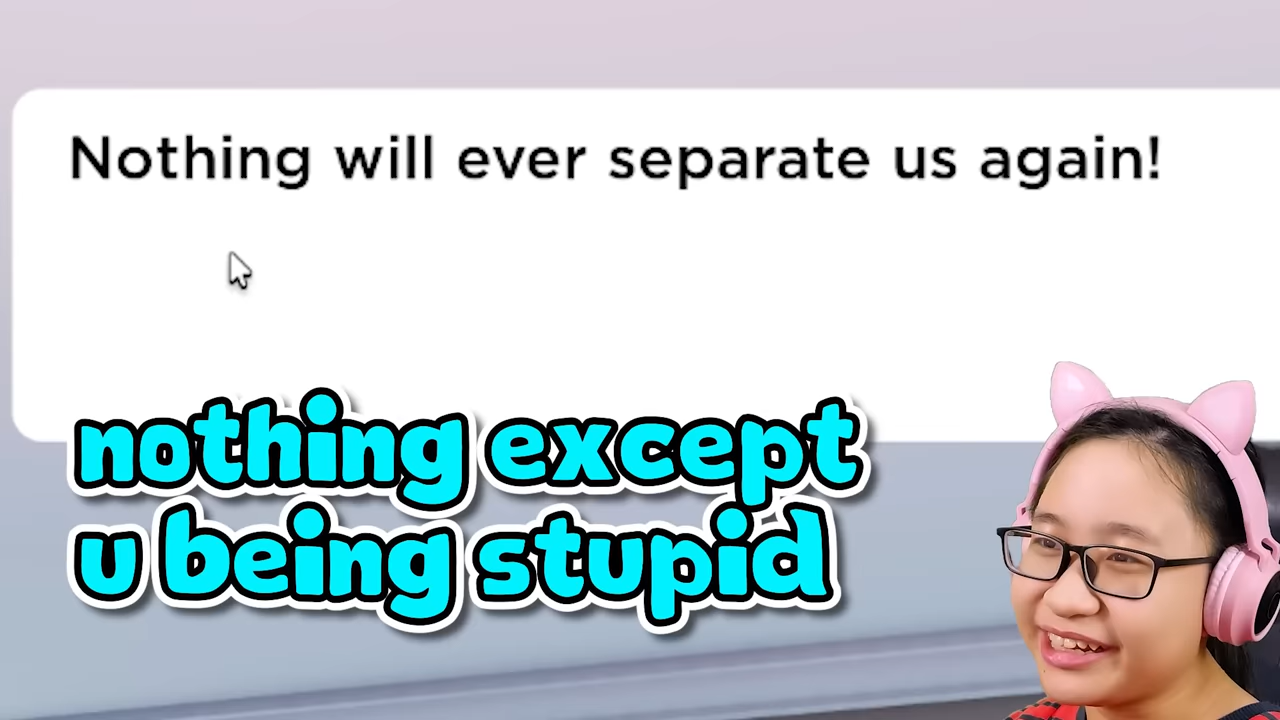 Nothing will ever separate us again!
nothing except
u being stupid